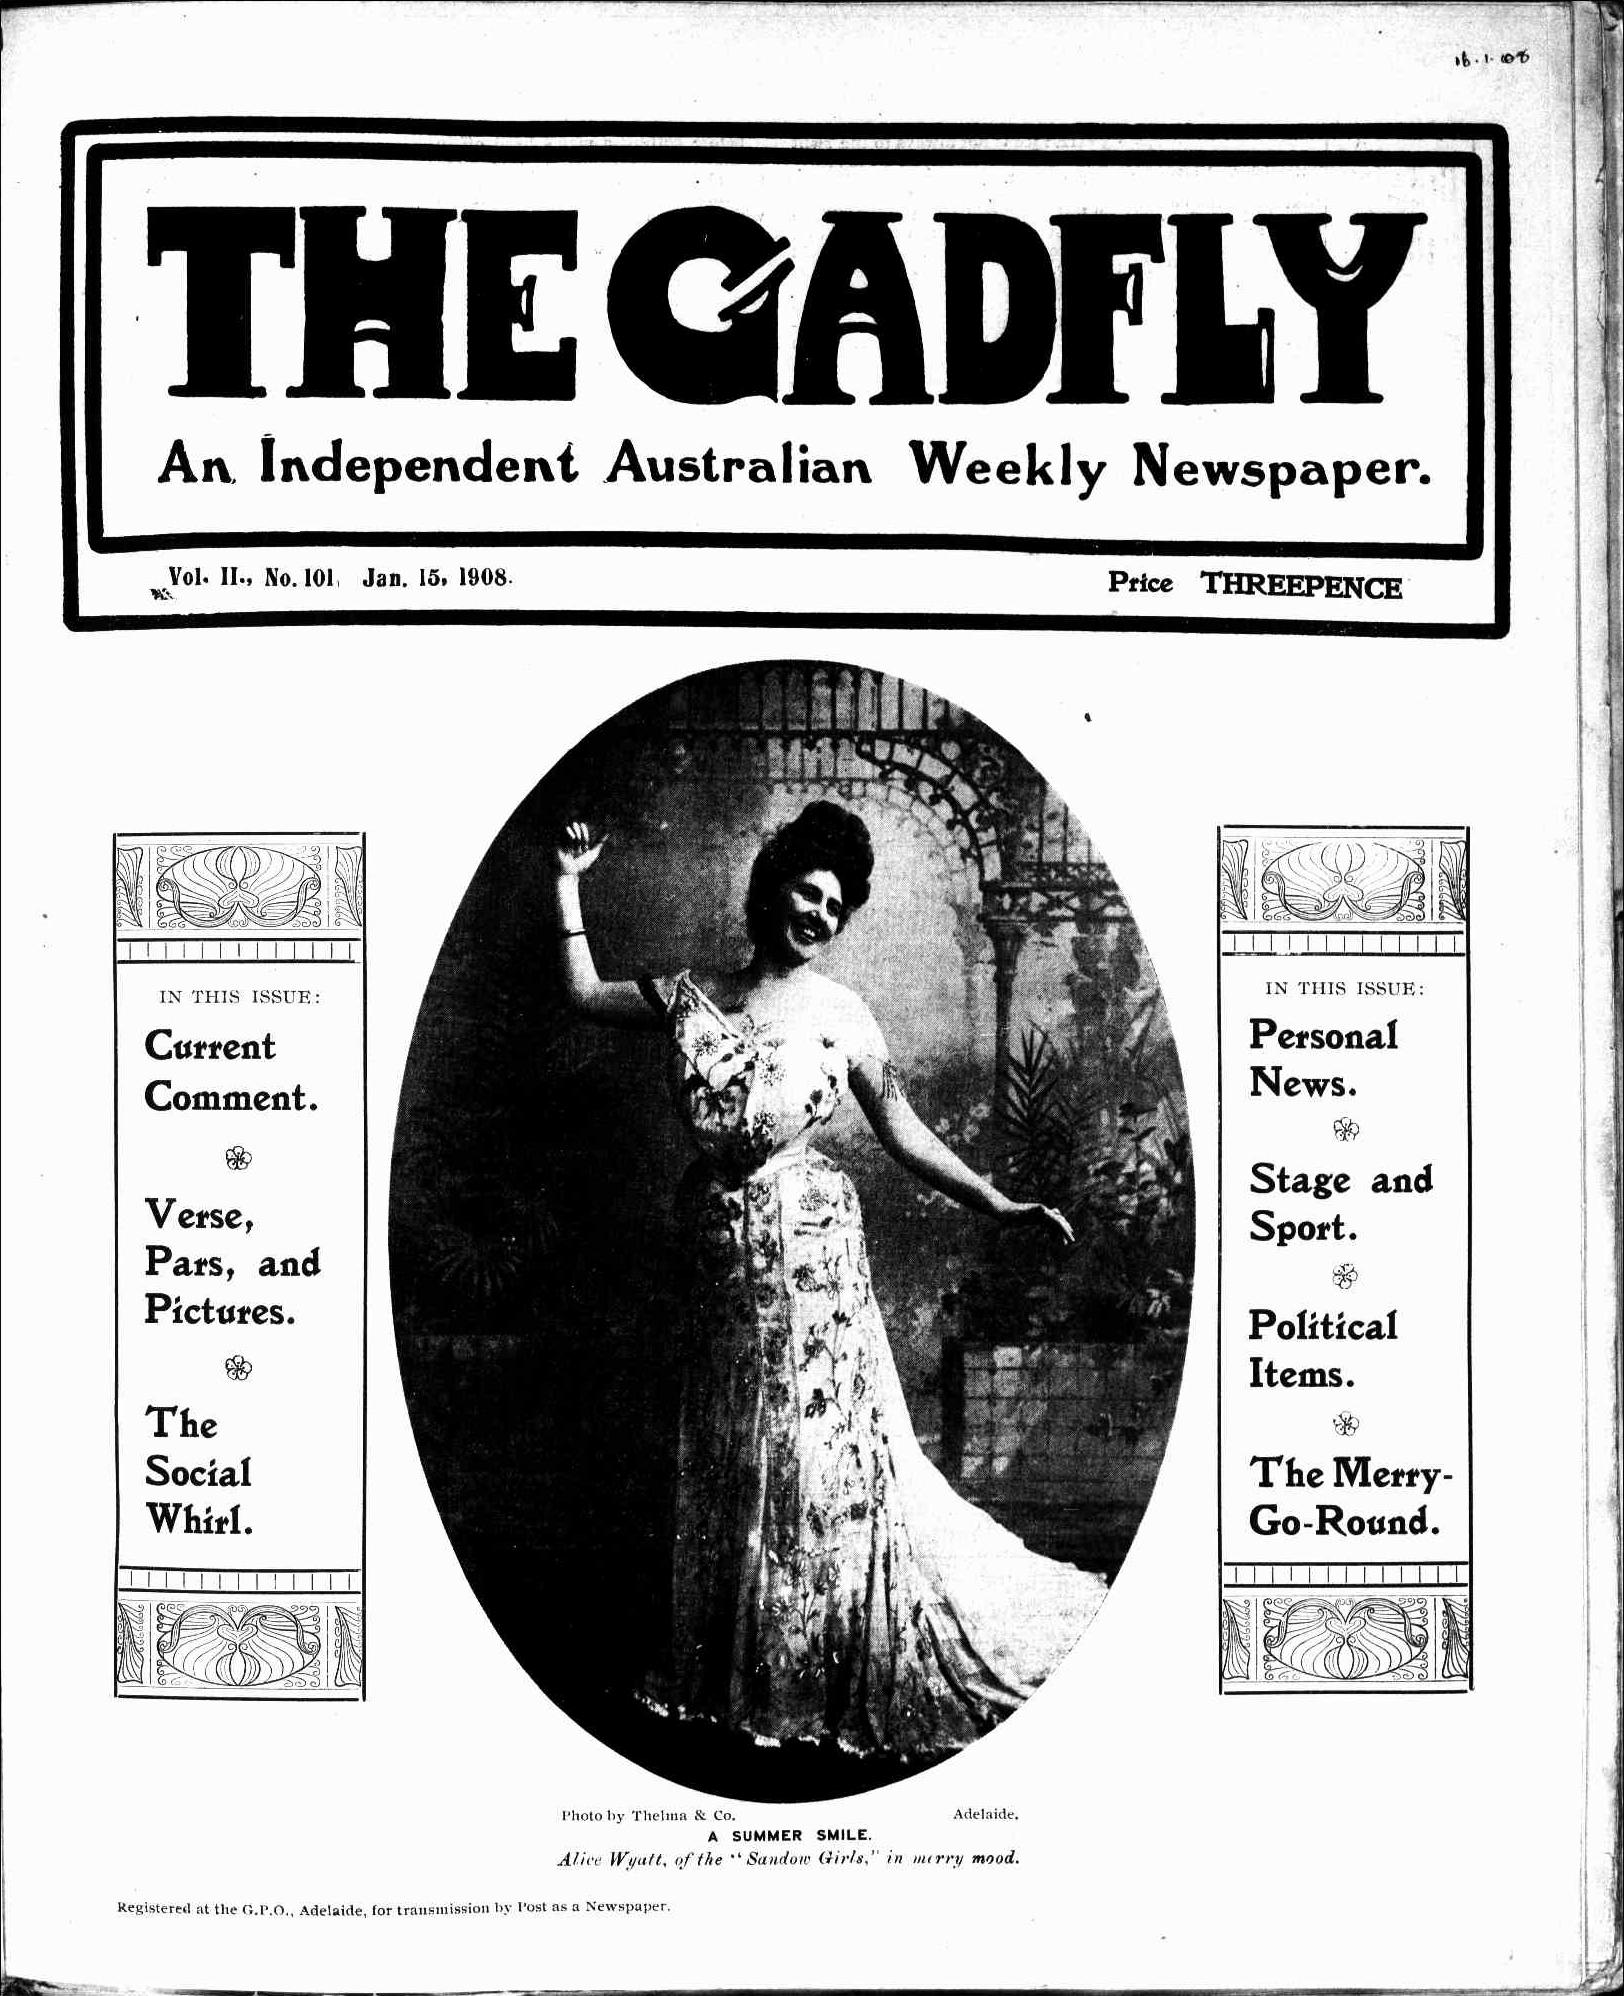 16.1.08
THE GADFLY
An Independent Australian Weekly Newspaper.
Vol. II., No. 101, Jan. 15, 1908.
Price THREEPENCE
IN THIS ISSUE:
Current
Comment.
Verse,
Pars, and
Pictures.
The
Social
Whirl.
IN THIS ISSUE:
Personal
News.
Stage and
Sport.
Political
Items.
The Merry-
Go-Round.
Photo by Thelma & Co. Adelaide.
A SUMMER SMILE.
Alice Wyatt, of the "Sandow Girls," in merry mood.
Registered at the G.P.O., Adelaide, for transmission by Post as a Newspaper.